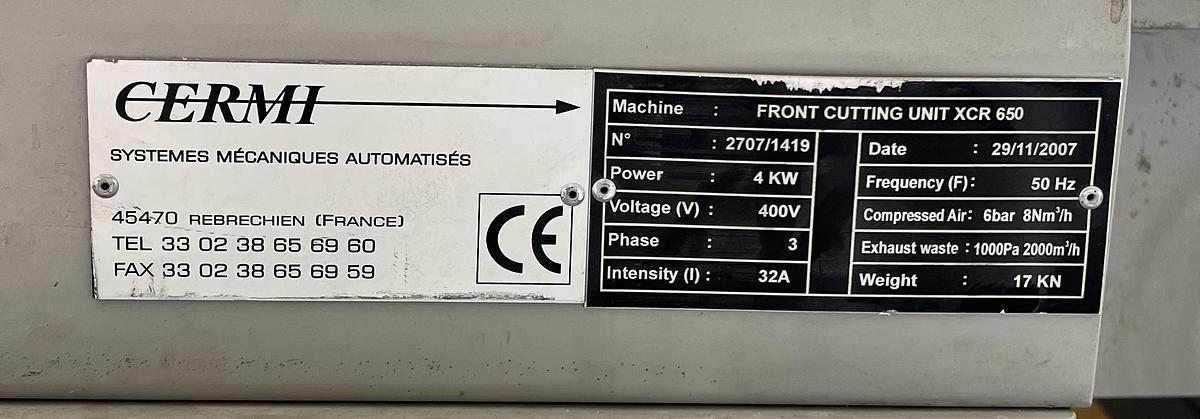 CERMI
SYSTEMES MÉCANIQUES AUTOMATISÉS
45470 REBRECHIEN (FRANCE)
TEL 33 02 38 65 69 60
FAX 33 02 38 65 69 59
CE
Machine : FRONT CUTTING UNIT XCR 650
N° : 2707/1419
Power : 4 KW
Voltage (V) : 400V
Phase : 3
Intensity (I) : 32A
Date : 29/11/2007
Frequency (F) : 50 Hz
Compressed Air : 6bar 8Nm³/h
Exhaust waste : 1000Pa 2000m³/h
Weight : 17 KN